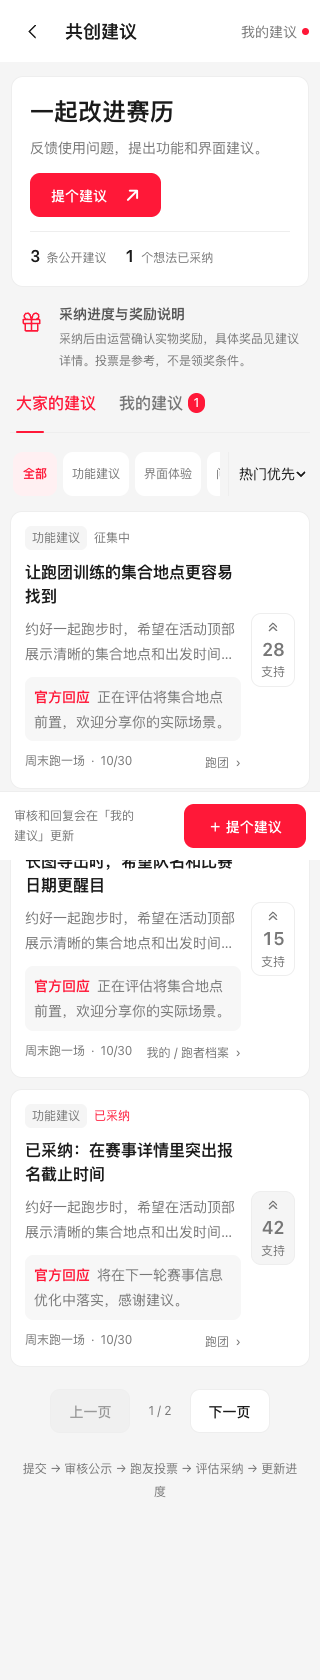 共创建议
我的建议
一起改进赛历
反馈使用问题，提出功能和界面建议。
提个建议
3 条公开建议 1 个想法已采纳
采纳进度与奖励说明
采纳后由运营确认实物奖励，具体奖品见建议
详情。投票是参考，不是领奖条件。
大家的建议 我的建议 1
全部 功能建议 界面体验 热门优先
功能建议 征集中
让跑团训练的集合地点更容易
找到
约好一起跑步时，希望在活动顶部
展示清晰的集合地点和出发时间...
28
支持
官方回应 正在评估将集合地点
前置，欢迎分享你的实际场景。
周末跑一场 · 10/30 跑团 ›
审核和回复会在「我的
建议」更新
+ 提个建议
长图导出时，希望队名和比赛
日期更醒目
约好一起跑步时，希望在活动顶部
展示清晰的集合地点和出发时间...
15
支持
官方回应 正在评估将集合地点
前置，欢迎分享你的实际场景。
周末跑一场 · 10/30 我的 / 跑者档案 ›
功能建议 已采纳
已采纳：在赛事详情里突出报
名截止时间
约好一起跑步时，希望在活动顶部
展示清晰的集合地点和出发时间...
42
支持
官方回应 将在下一轮赛事信息
优化中落实，感谢建议。
周末跑一场 · 10/30 跑团 ›
上一页 1 / 2 下一页
提交 → 审核公示 → 跑友投票 → 评估采纳 → 更新进
度